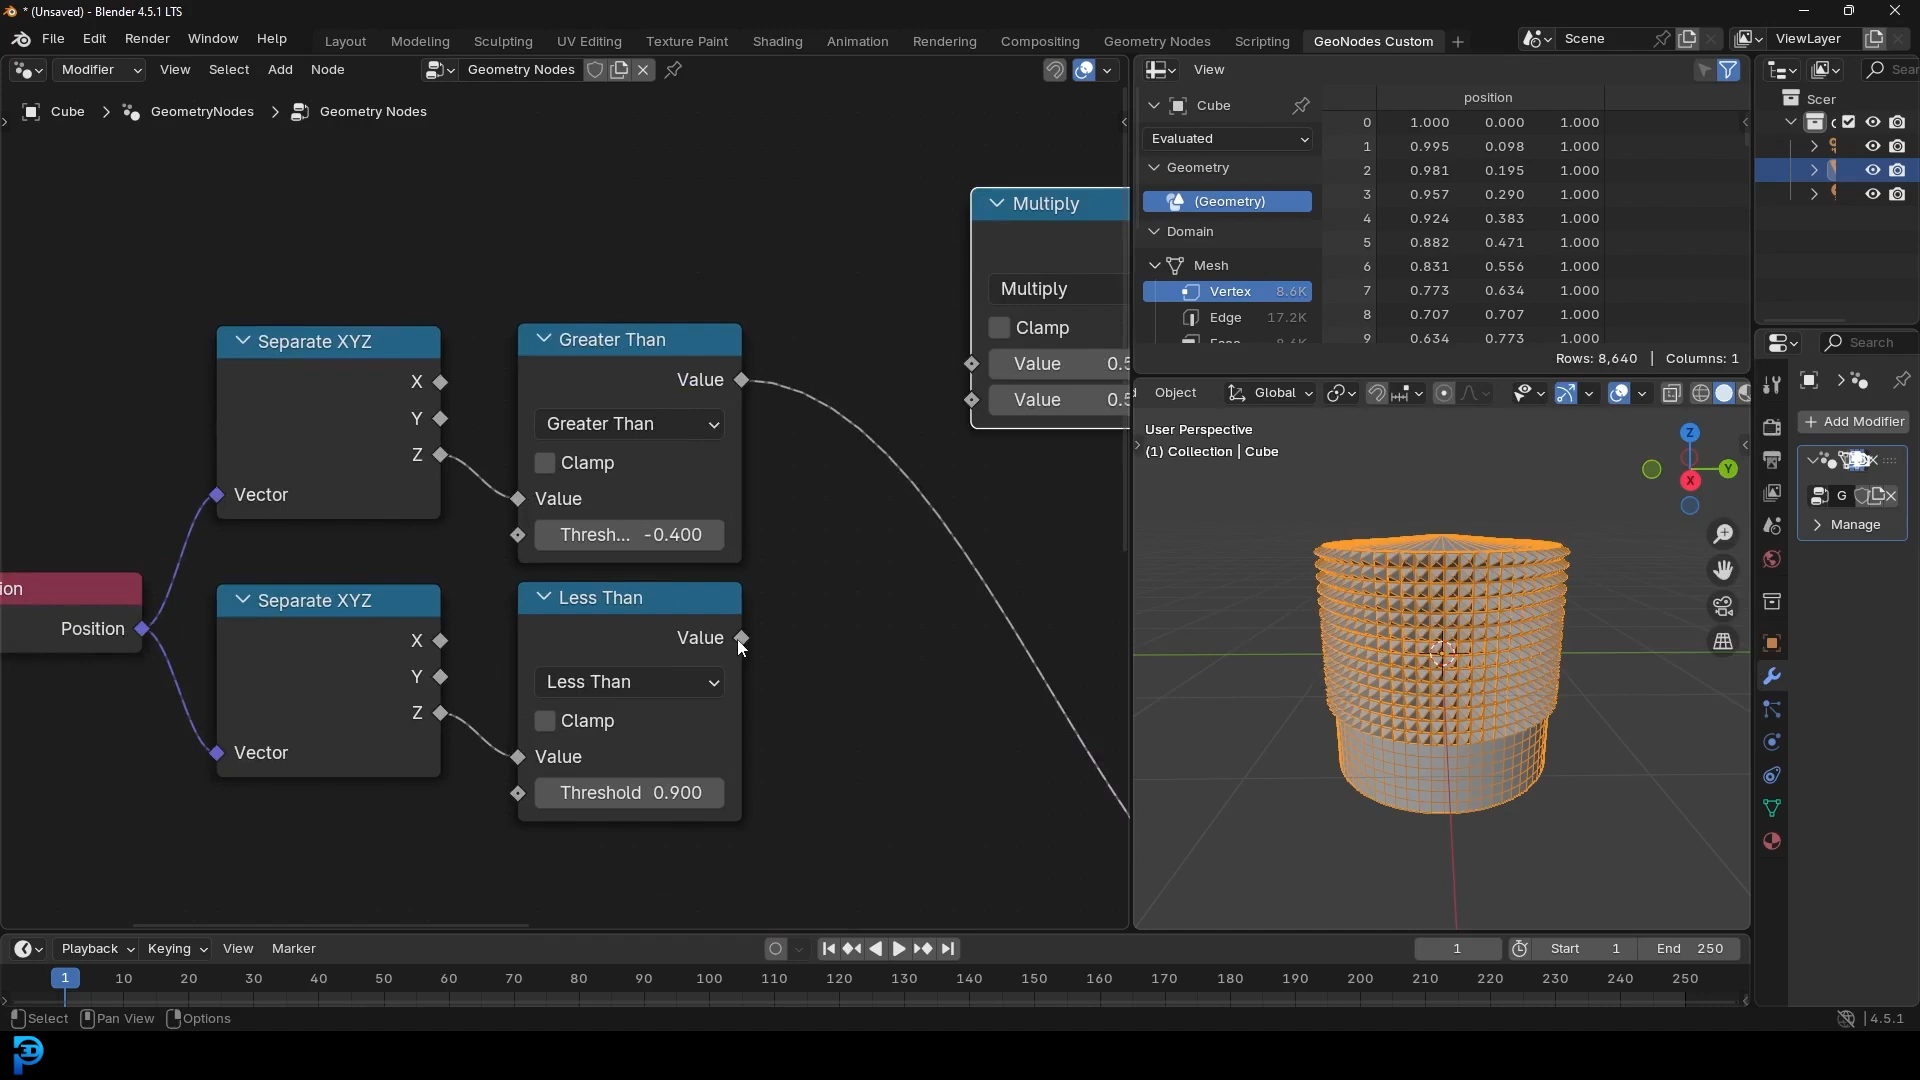 * (Unsaved) - Blender 4.5.1 LTS
File Edit Render Window Help
Layout Modeling Sculpting UV Editing Texture Paint Shading Animation Rendering Compositing Geometry Nodes Scripting GeoNodes Custom
Scene ViewLayer
Modifier View Select Add Node Geometry Nodes
Cube GeometryNodes Geometry Nodes
Multiply
Multiply
Clamp
Value 0.5
Value 0.5
Separate XYZ
X
Y
Z
Vector
Greater Than
Value
Greater Than
Clamp
Value
Thresh... -0.400
ion
Position
Separate XYZ
X
Y
Z
Vector
Less Than
Value
Less Than
Clamp
Value
Threshold 0.900
View
Cube
Evaluated
Geometry
(Geometry)
Domain
Mesh
Vertex 8.6K
Edge 17.2K
position
0 1.000 0.000 1.000
1 0.995 0.098 1.000
2 0.981 0.195 1.000
3 0.957 0.290 1.000
4 0.924 0.383 1.000
5 0.882 0.471 1.000
6 0.831 0.556 1.000
7 0.773 0.634 1.000
8 0.707 0.707 1.000
9 0.634 0.773 1.000
Rows: 8,640 | Columns: 1
Object Global
User Perspective
(1) Collection | Cube
Z
Y
X
Sear
Scer
Search
Add Modifier
G
Manage
Playback Keying View Marker
1 Start 1 End 250
1 10 20 30 40 50 60 70 80 90 100 110 120 130 140 150 160 170 180 190 200 210 220 230 240 250
Select Pan View Options
4.5.1